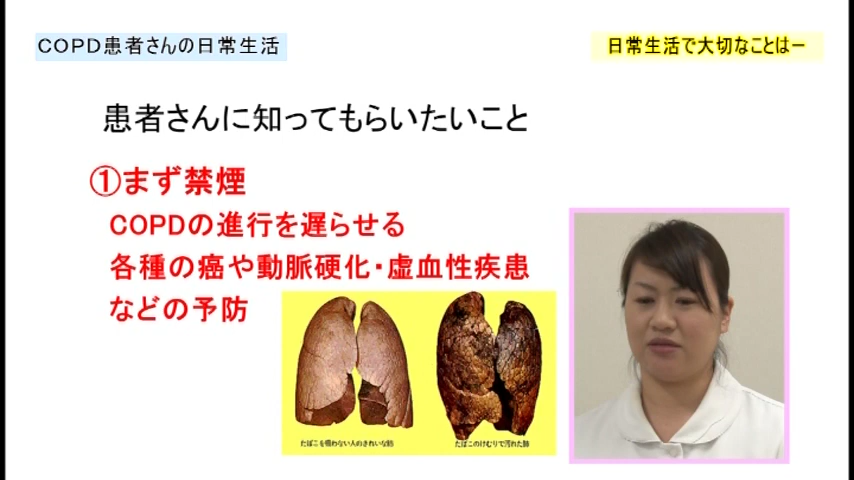 COPD患者さんの日常生活
日常生活で大切なことはー
患者さんに知ってもらいたいこと
①まず禁煙
COPDの進行を遅らせる
各種の癌や動脈硬化・虚血性疾患
などの予防
たばこを吸わない人のきれいな肺
たばこのけむりで汚れた肺